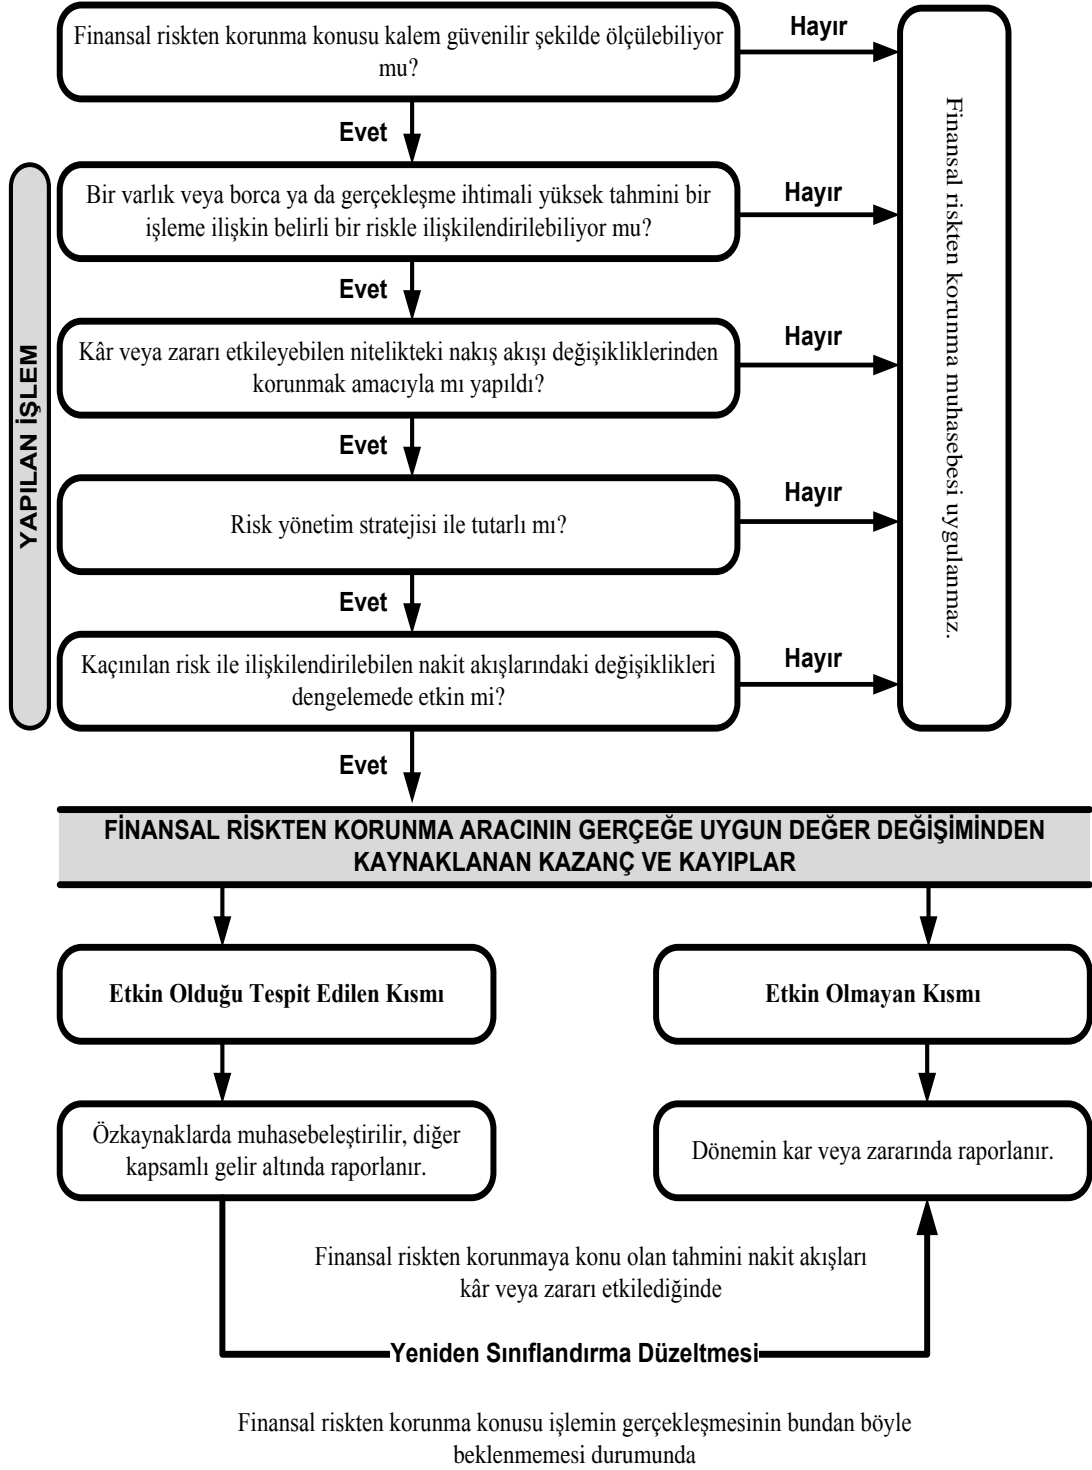 Finansal riskten korunma konusu kalem güvenilir şekilde ölçülebiliyor
mu?
Hayır
Evet
Bir varlık veya borca ya da gerçekleşme ihtimali yüksek tahmini bir
işleme ilişkin belirli bir riskle ilişkilendirilebiliyor mu?
Hayır
Evet
Kâr veya zararı etkileyebilen nitelikteki nakış akışı değişikliklerinden
korunmak amacıyla mı yapıldı?
Hayır
Evet
Risk yönetim stratejisi ile tutarlı mı?
Hayır
Evet
Kaçınılan risk ile ilişkilendirilebilen nakit akışlarındaki değişiklikleri
dengelemede etkin mi?
Hayır
Evet
YAPILAN İŞLEM
Finansal riskten korunma muhasebesi uygulanmaz.
FİNANSAL RİSKTEN KORUNMA ARACININ GERÇEĞE UYGUN DEĞER DEĞİŞİMİNDEN
KAYNAKLANAN KAZANÇ VE KAYIPLAR
Etkin Olduğu Tespit Edilen Kısmı
Etkin Olmayan Kısmı
Özkaynaklarda muhasebeleştirilir, diğer
kapsamlı gelir altında raporlanır.
Dönemin kar veya zararında raporlanır.
Finansal riskten korunmaya konu olan tahmini nakit akışları
kâr veya zararı etkilediğinde
Yeniden Sınıflandırma Düzeltmesi
Finansal riskten korunma konusu işlemin gerçekleşmesinin bundan böyle
beklenmemesi durumunda